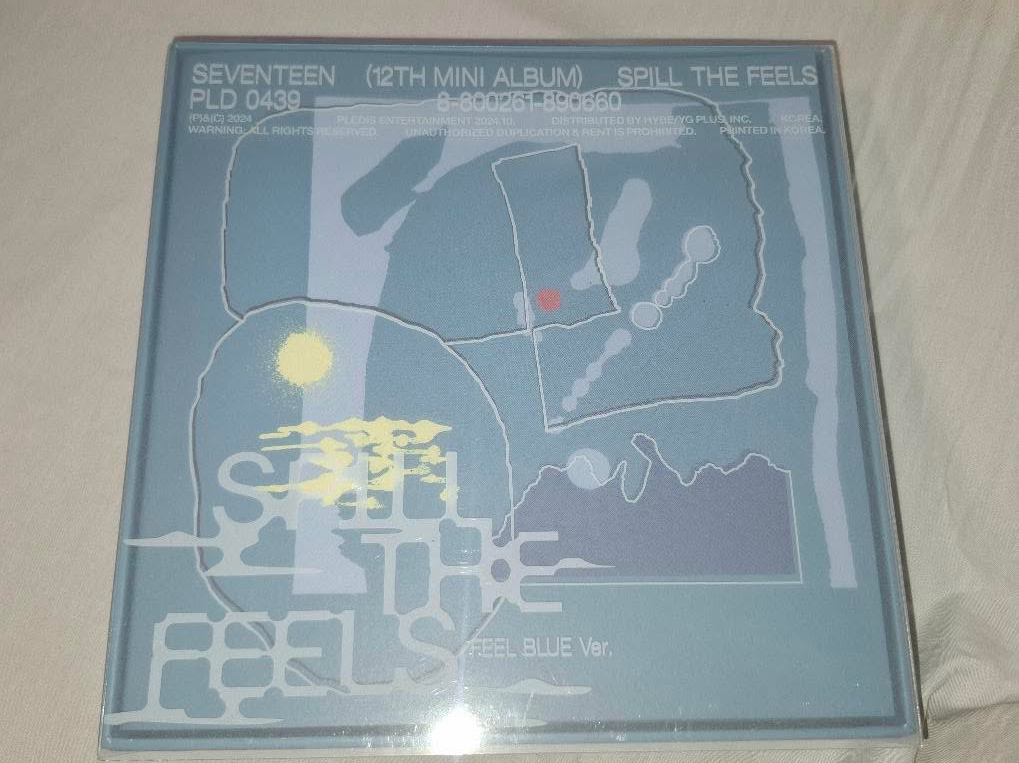 SEVENTEEN (12TH MINI ALBUM) SPILL THE FEELS
PLD 0439 8-800261-890660
(P)&(C) 2024 PLEDIS ENTERTAINMENT 2024.10. DISTRIBUTED BY HYBE/YG PLUS, INC. KOREA.
WARNING: ALL RIGHTS RESERVED. UNAUTHORIZED DUPLICATION & RENT IS PROHIBITED. PRINTED IN KOREA.
SPILL
THE
FEELS
FEEL BLUE Ver.